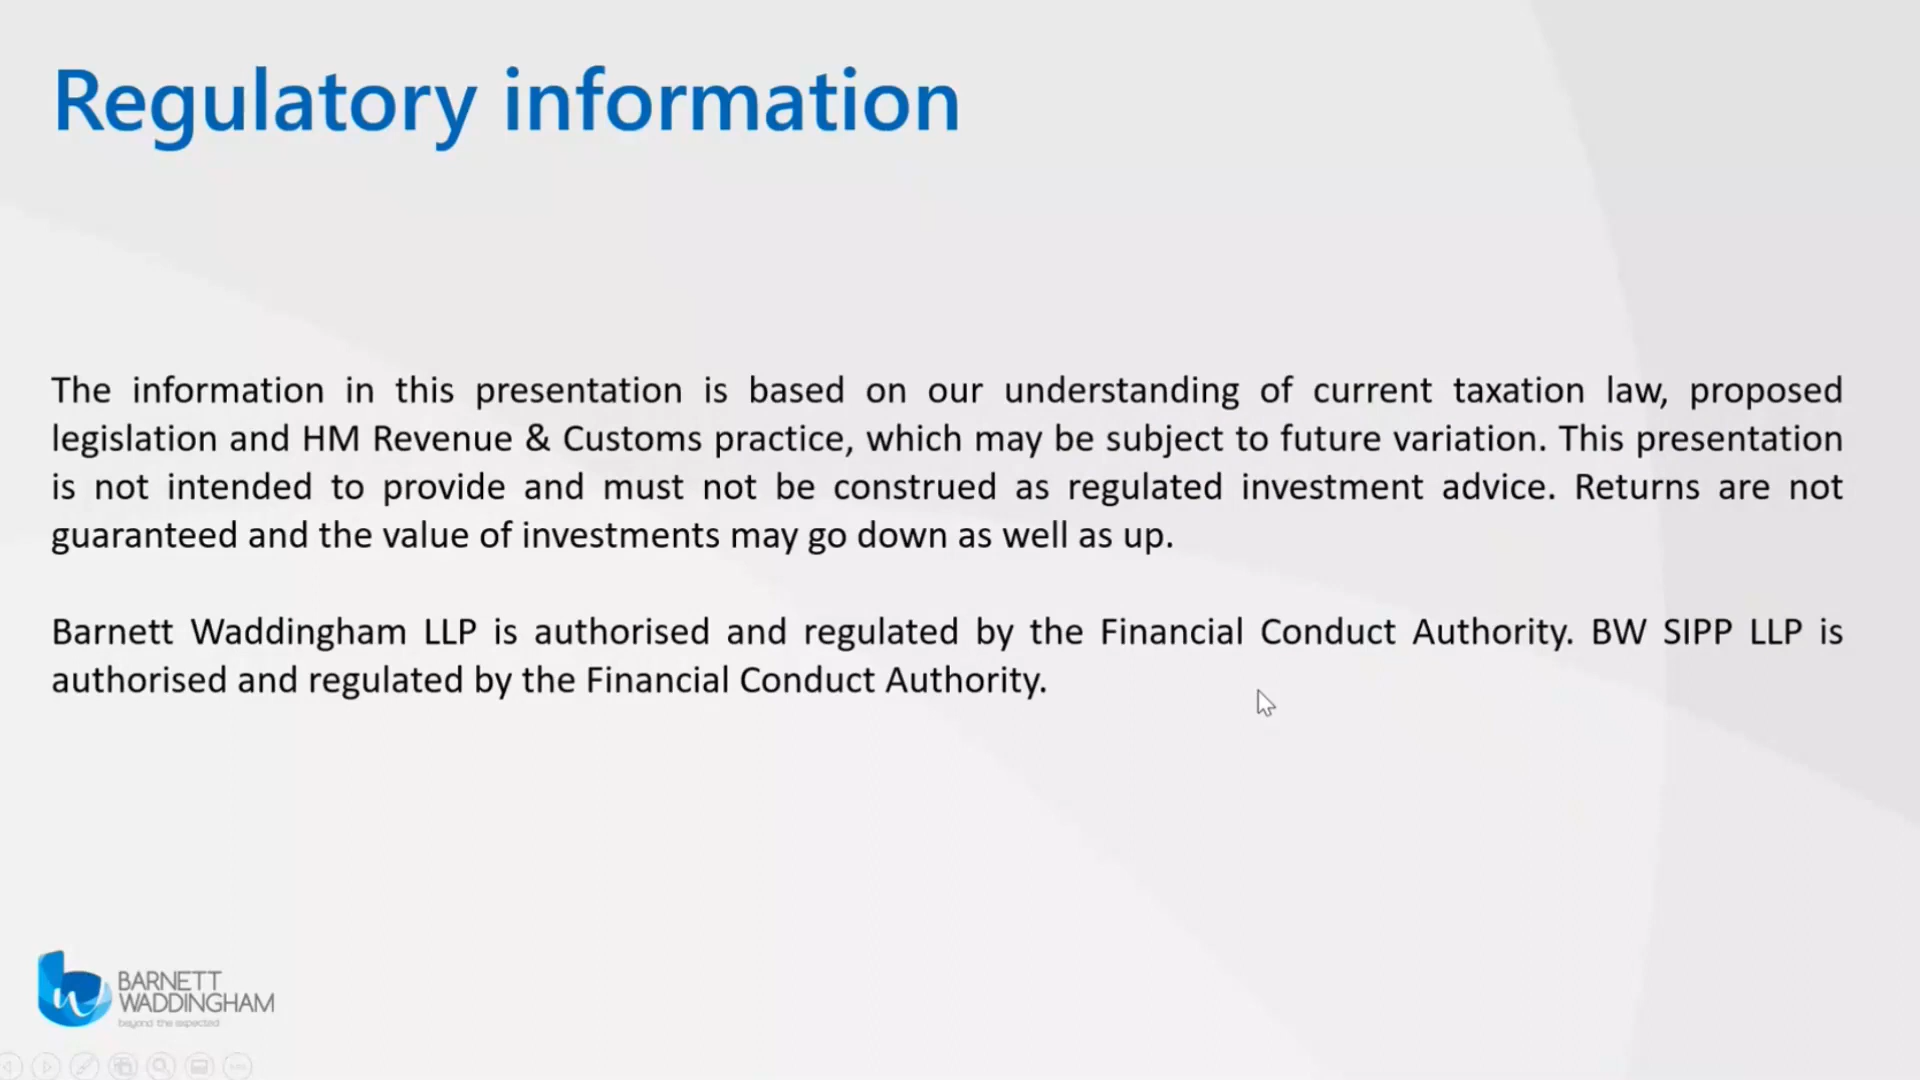 Regulatory information
The information in this presentation is based on our understanding of current taxation law, proposed
legislation and HM Revenue & Customs practice, which may be subject to future variation. This presentation
is not intended to provide and must not be construed as regulated investment advice. Returns are not
guaranteed and the value of investments may go down as well as up.
Barnett Waddingham LLP is authorised and regulated by the Financial Conduct Authority. BW SIPP LLP is
authorised and regulated by the Financial Conduct Authority.
BARNETT
WADDINGHAM
beyond the expected